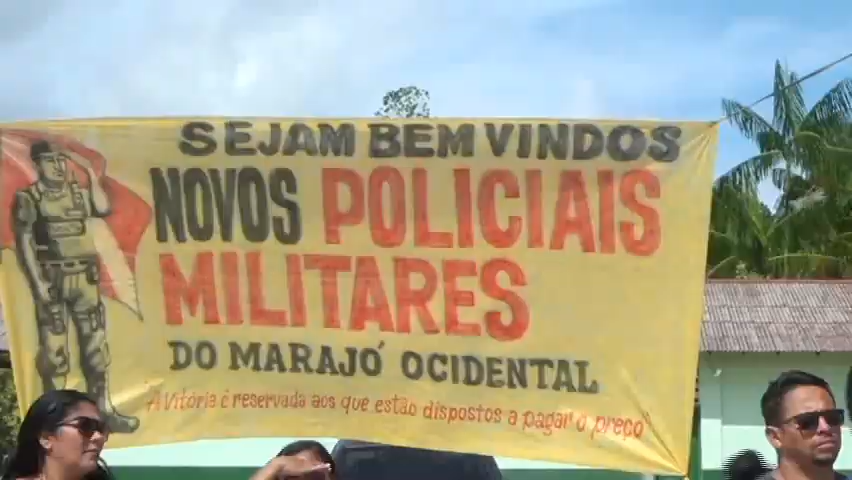 SEJAM BEM VINDOS
NOVOS POLICIAIS
MILITARES
DO MARAJÓ OCIDENTAL
"A Vitória é reservada aos que estão dispostos a pagar o preço"